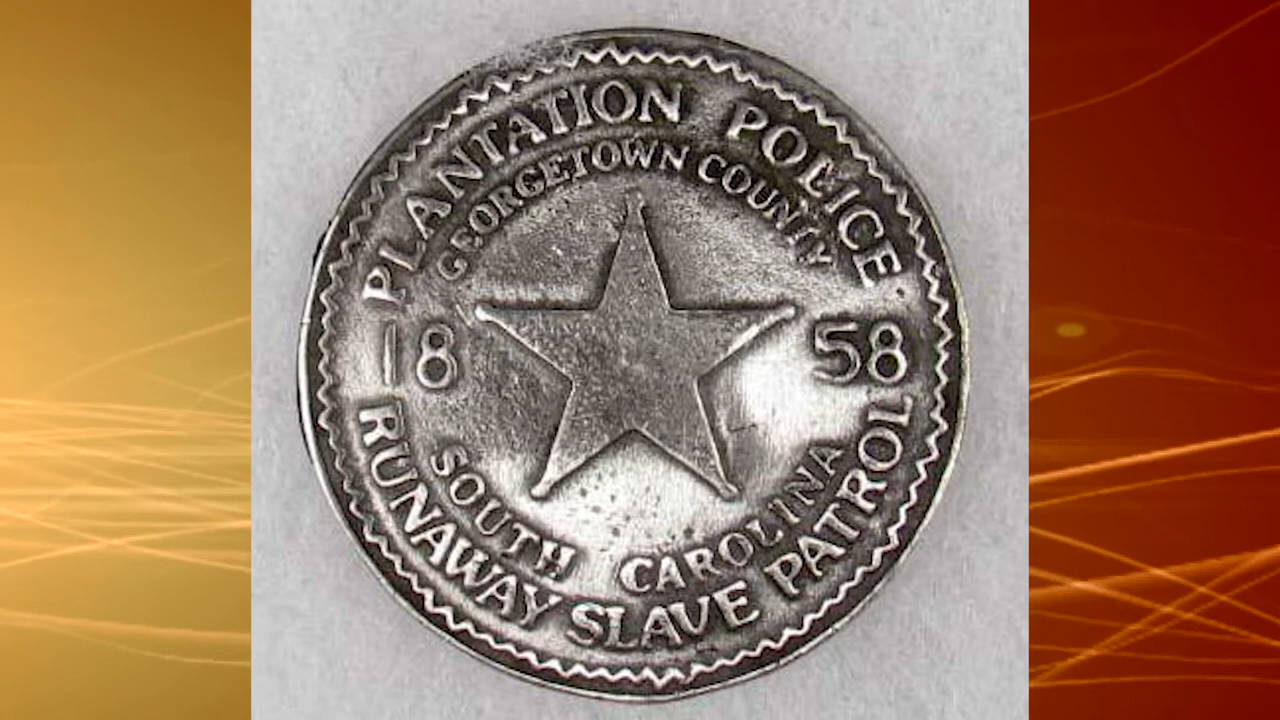 PLANTATION POLICE
GEORGETOWN COUNTY
18 58
SOUTH CAROLINA
RUNAWAY SLAVE PATROL